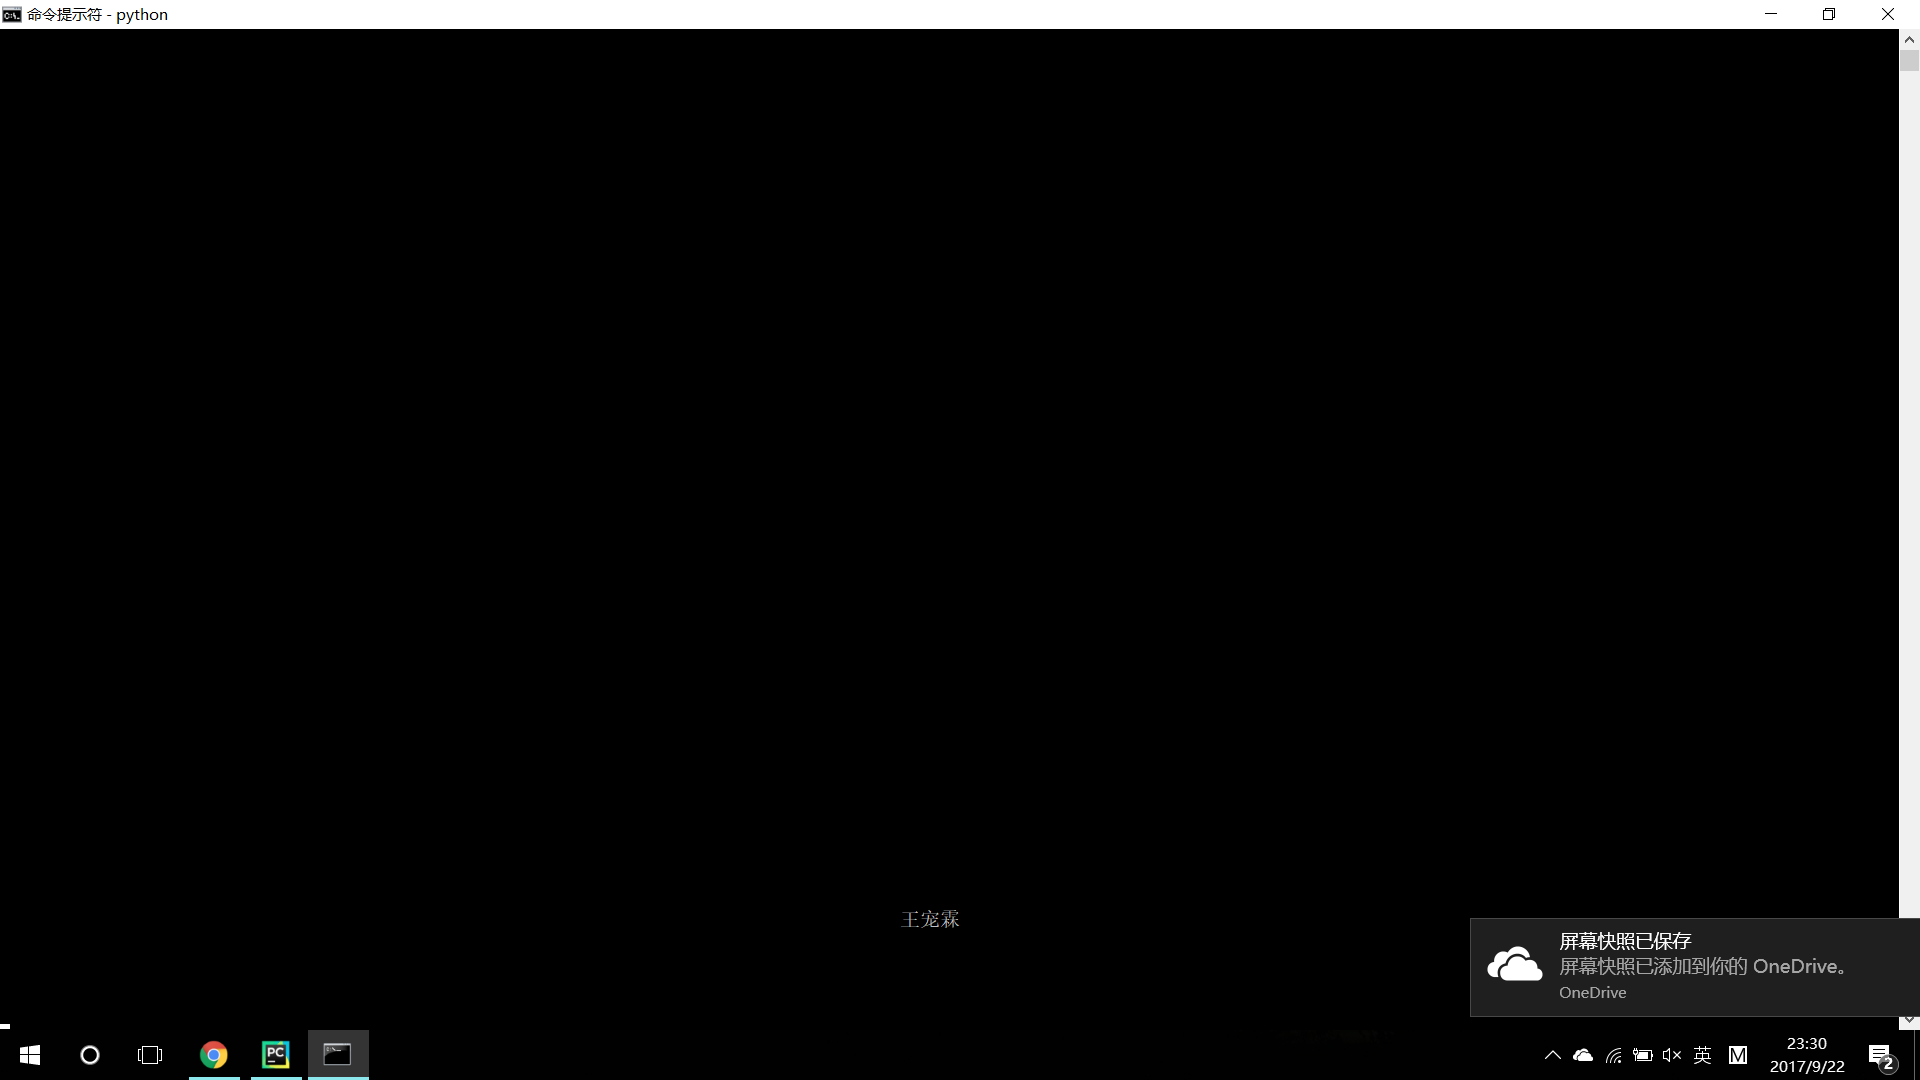 命令提示符 - python
王宠霖
屏幕快照已保存
屏幕快照已添加到你的 OneDrive。
OneDrive
PC
英
M
23:30
2017/9/22
2